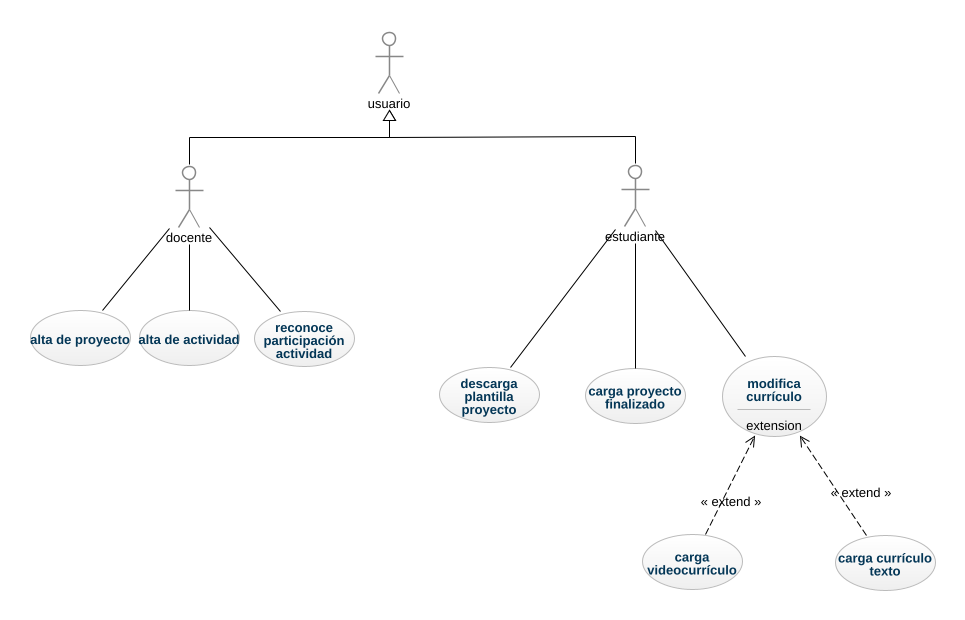 usuario
docente
estudiante
alta de proyecto
alta de actividad
reconoce
participación
actividad
descarga
plantilla
proyecto
carga proyecto
finalizado
modifica
currículo
extension
« extend »
« extend »
carga
videocurrículo
carga currículo
texto